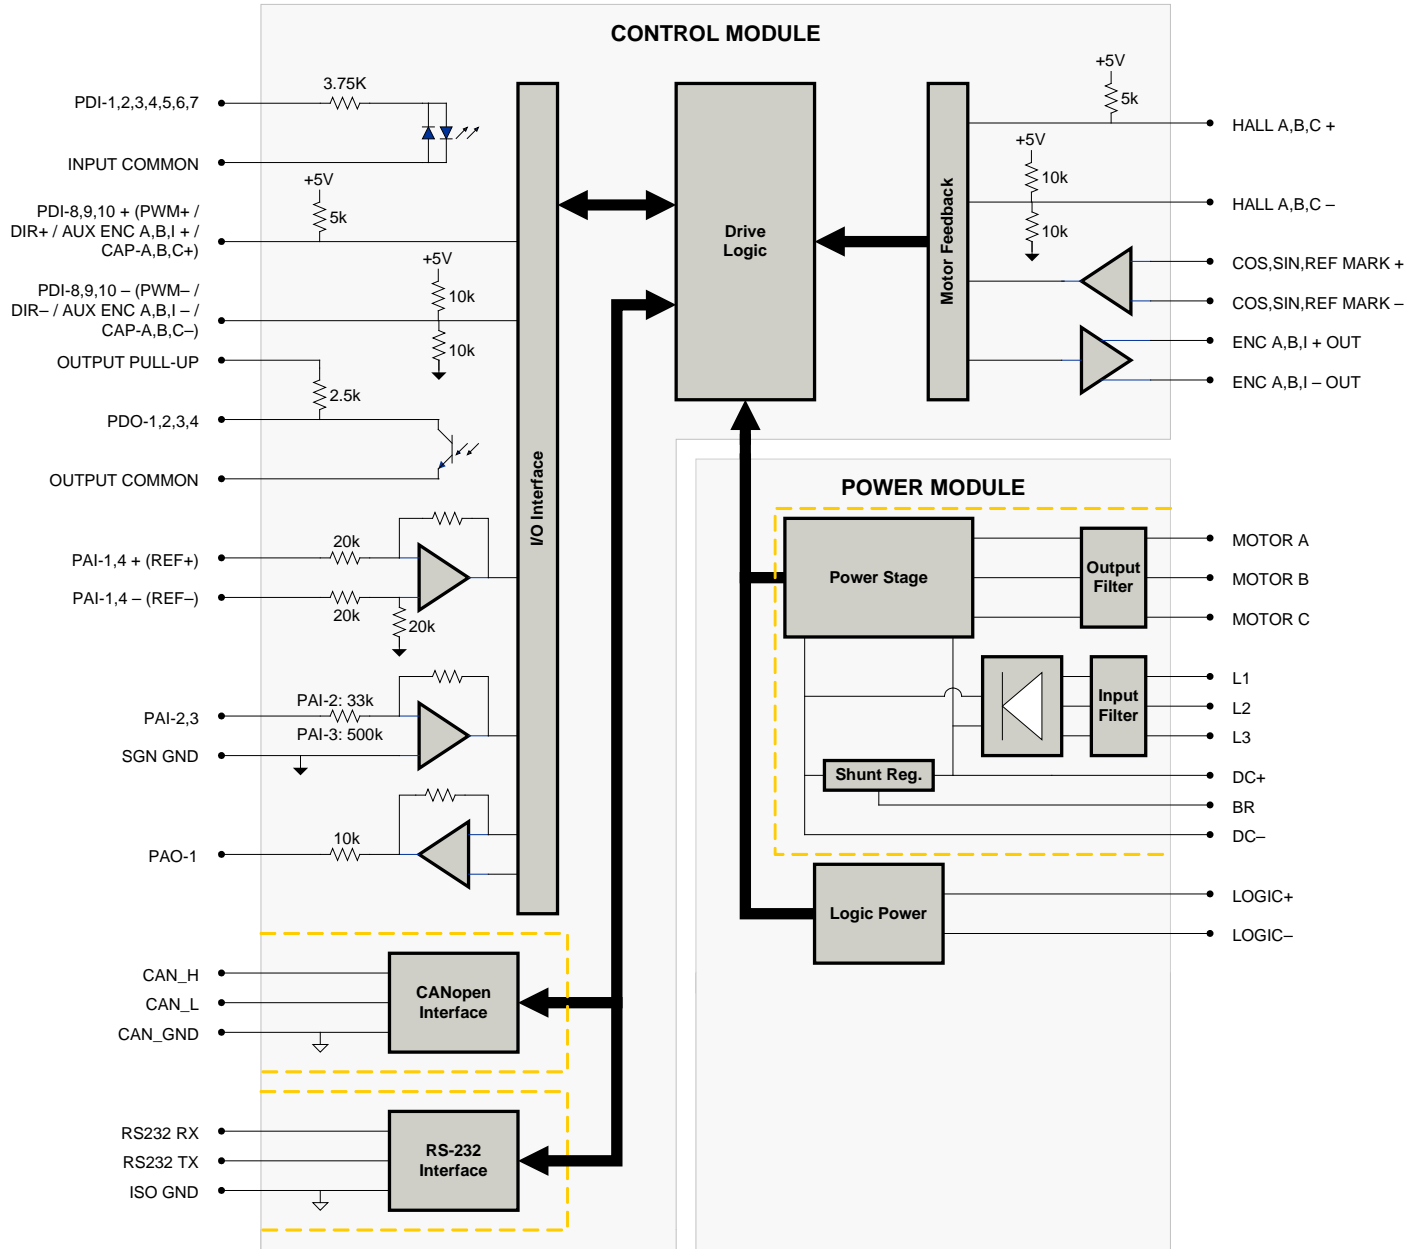 CONTROL MODULE
PDI-1,2,3,4,5,6,7
3.75K
INPUT COMMON
+5V
5k
PDI-8,9,10 + (PWM+ /
DIR+ / AUX ENC A,B,I + /
CAP-A,B,C+)
+5V
10k
PDI-8,9,10 – (PWM– /
DIR– / AUX ENC A,B,I – /
CAP-A,B,C–)
10k
OUTPUT PULL-UP
2.5k
PDO-1,2,3,4
OUTPUT COMMON
20k
PAI-1,4 + (REF+)
PAI-1,4 – (REF–)
20k
20k
PAI-2: 33k
PAI-2,3
PAI-3: 500k
SGN GND
10k
PAO-1
I/O Interface
Drive
Logic
Motor Feedback
+5V
5k
HALL A,B,C +
+5V
10k
HALL A,B,C –
10k
COS,SIN,REF MARK +
COS,SIN,REF MARK –
ENC A,B,I + OUT
ENC A,B,I – OUT
CAN_H
CAN_L
CAN_GND
CANopen
Interface
RS232 RX
RS232 TX
ISO GND
RS-232
Interface
POWER MODULE
Power Stage
Output
Filter
MOTOR A
MOTOR B
MOTOR C
Input
Filter
L1
L2
L3
Shunt Reg.
DC+
BR
DC–
Logic Power
LOGIC+
LOGIC–